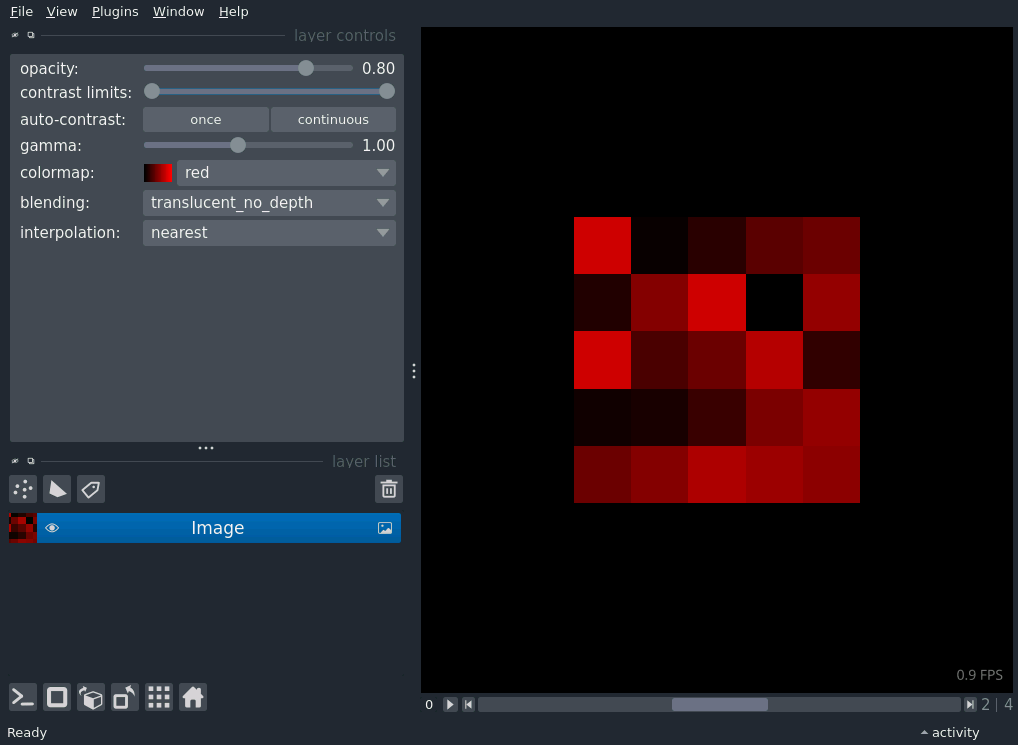 File View Plugins Window Help
layer controls
opacity: 0.80
contrast limits:
auto-contrast: once continuous
gamma: 1.00
colormap: red
blending: translucent_no_depth
interpolation: nearest
layer list
Image
0.9 FPS
0 2 | 4
Ready activity